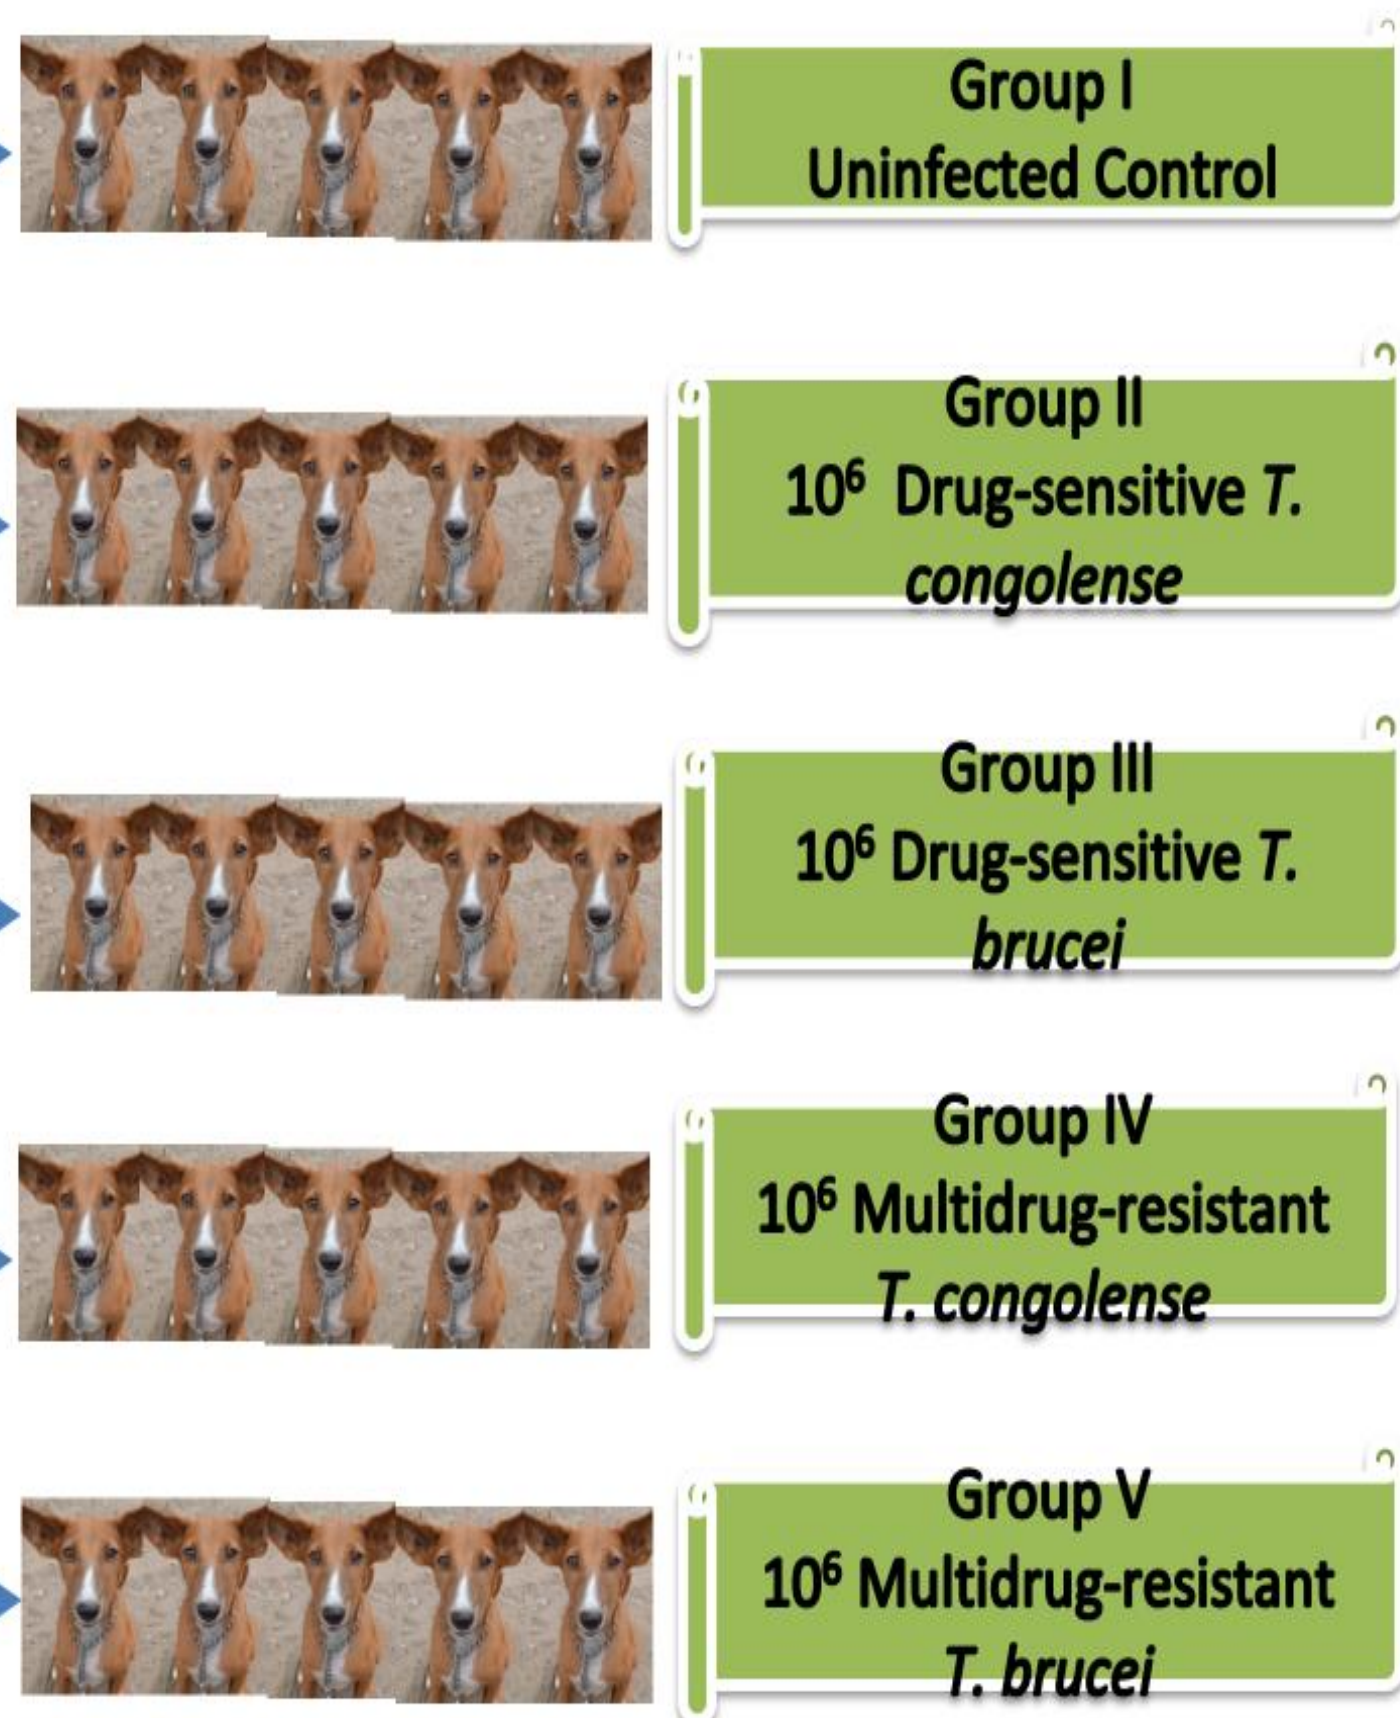 Group I
Uninfected Control
Group II
10⁶ Drug-sensitive T.
congolense
Group III
10⁶ Drug-sensitive T.
brucei
Group IV
10⁶ Multidrug-resistant
T. congolense
Group V
10⁶ Multidrug-resistant
T. brucei